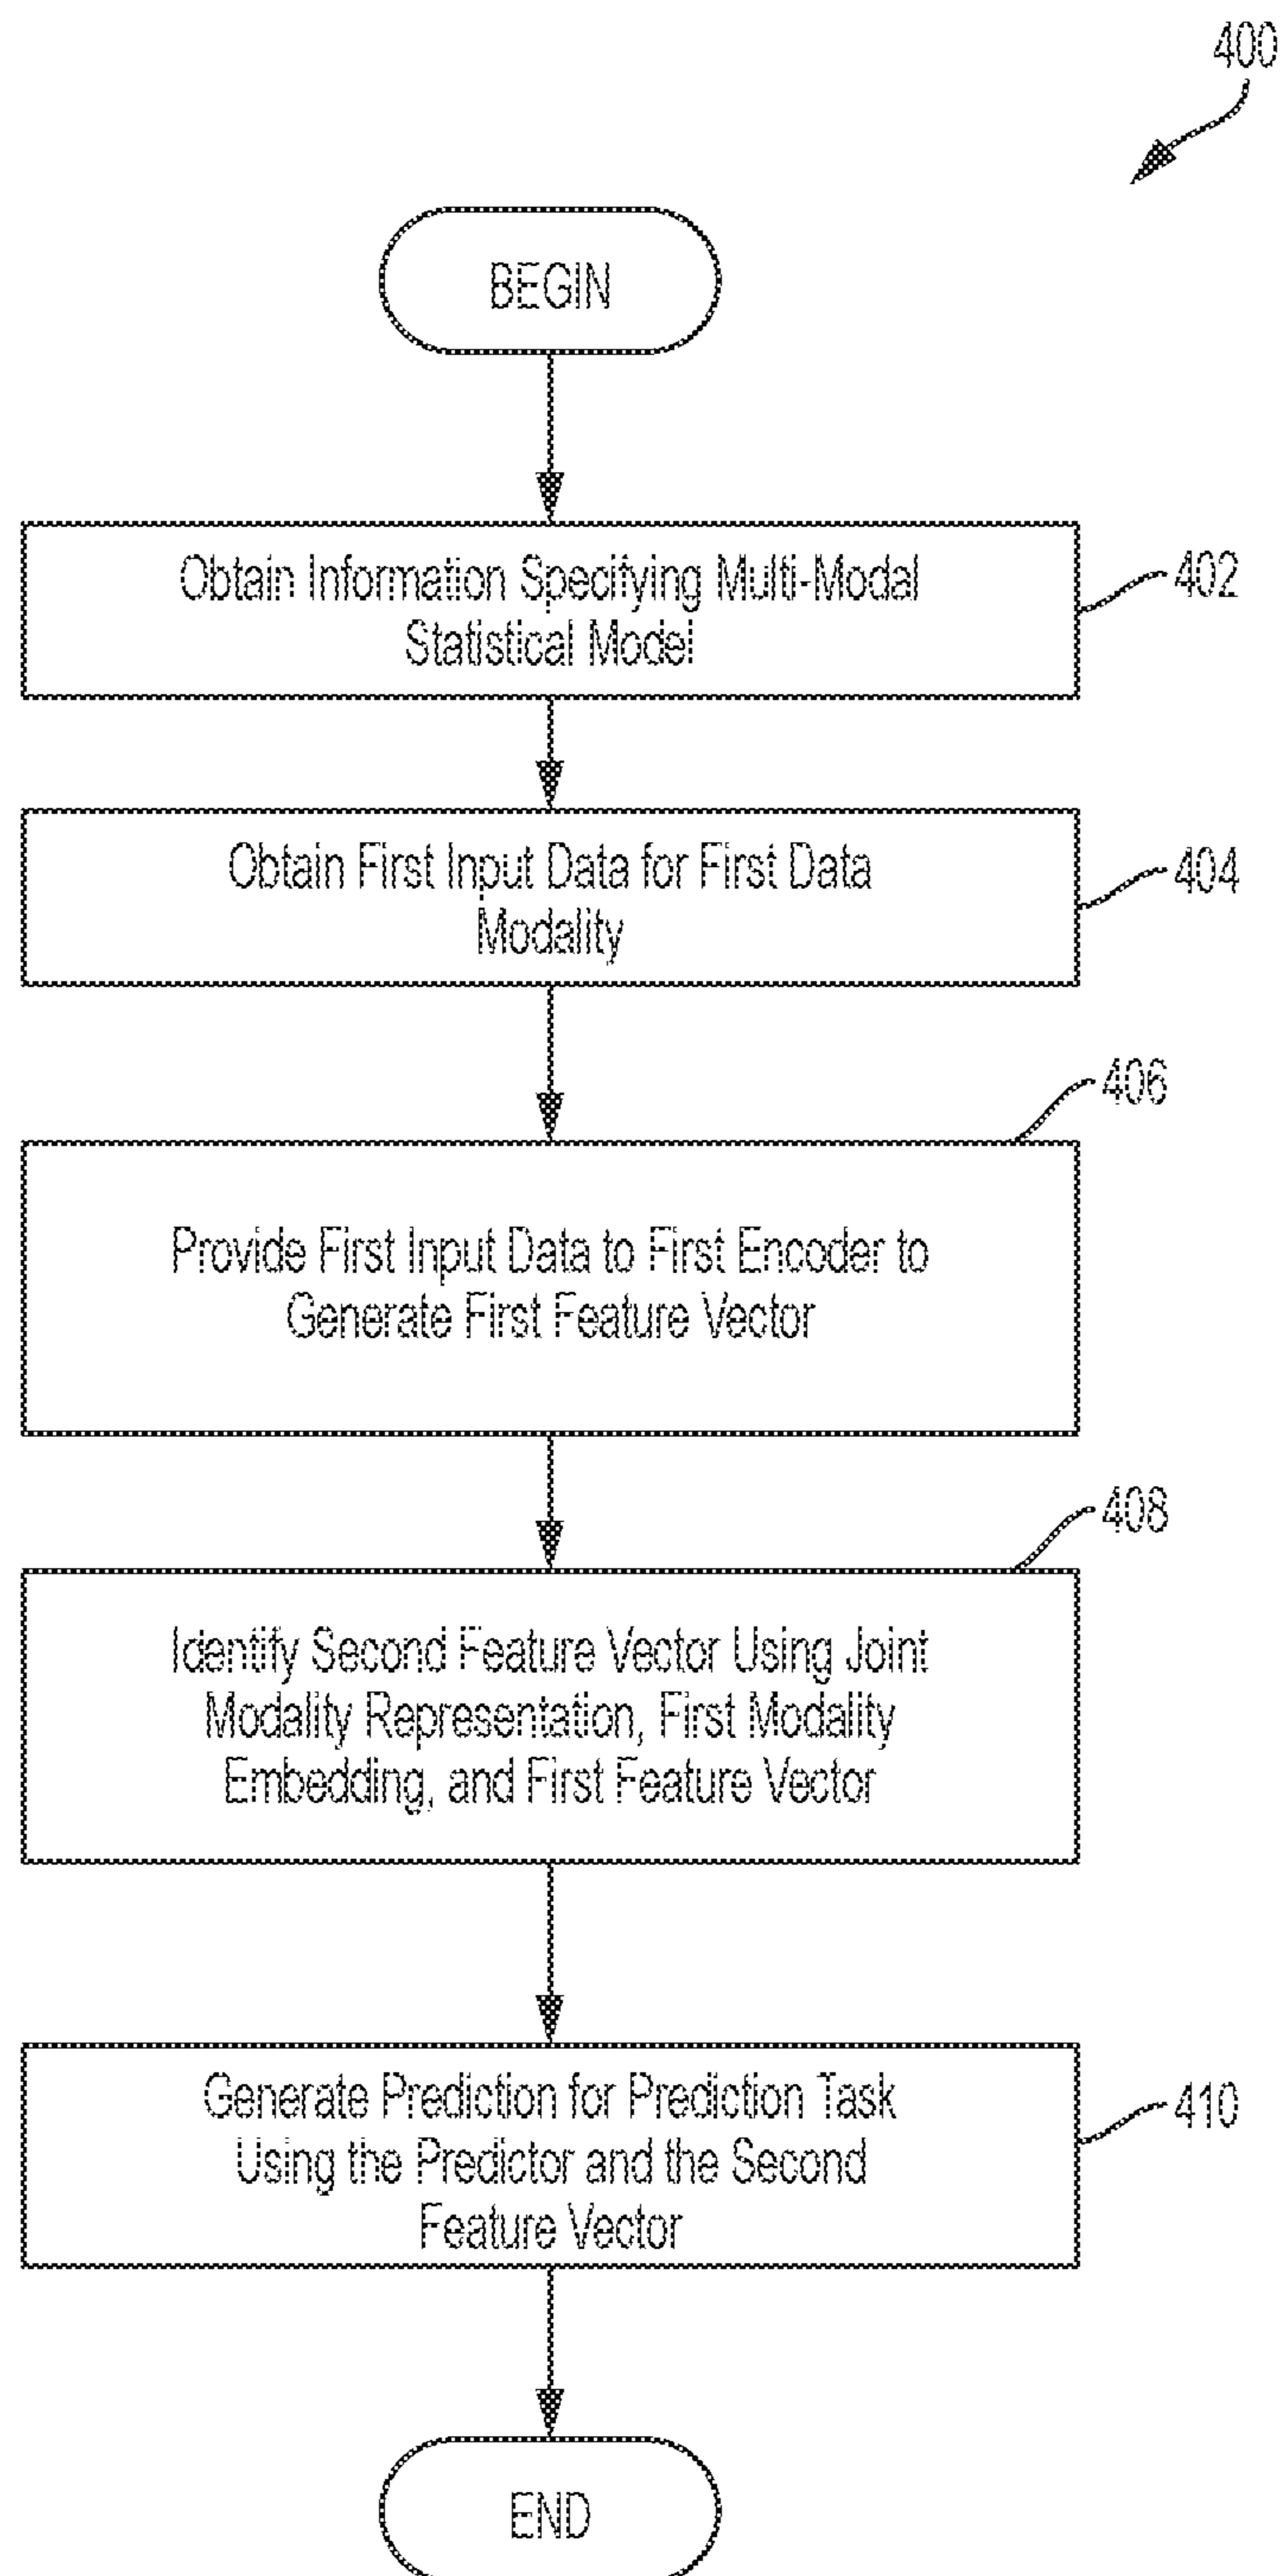 400
BEGIN
Obtain Information Specifying Multi-Modal
Statistical Model
402
Obtain First Input Data for First Data
Modality
404
406
Provide First Input Data to First Encoder to
Generate First Feature Vector
408
Identify Second Feature Vector Using Joint
Modality Representation, First Modality
Embedding, and First Feature Vector
Generate Prediction for Prediction Task
Using the Predictor and the Second
Feature Vector
410
END